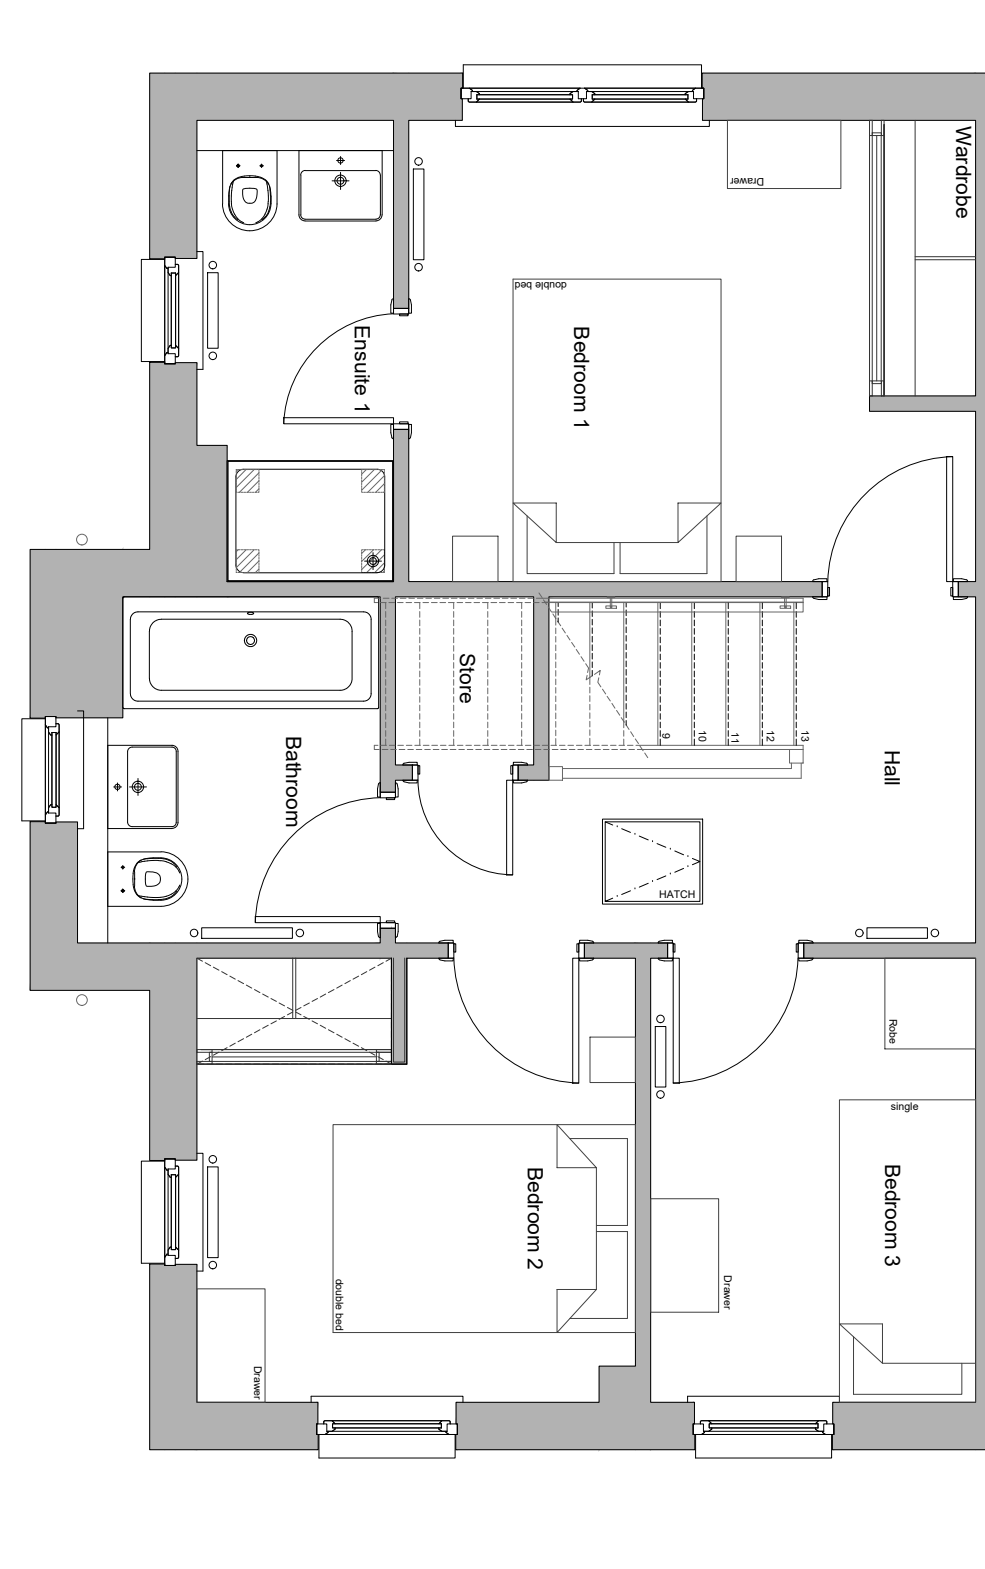 Wardrobe
Drawer
double bed
Bedroom 1
Ensuite 1
Store
9
10
11
12
13
Hall
Bathroom
HATCH
Robe
single
Bedroom 3
Bedroom 2
Drawer
double bed
Drawer